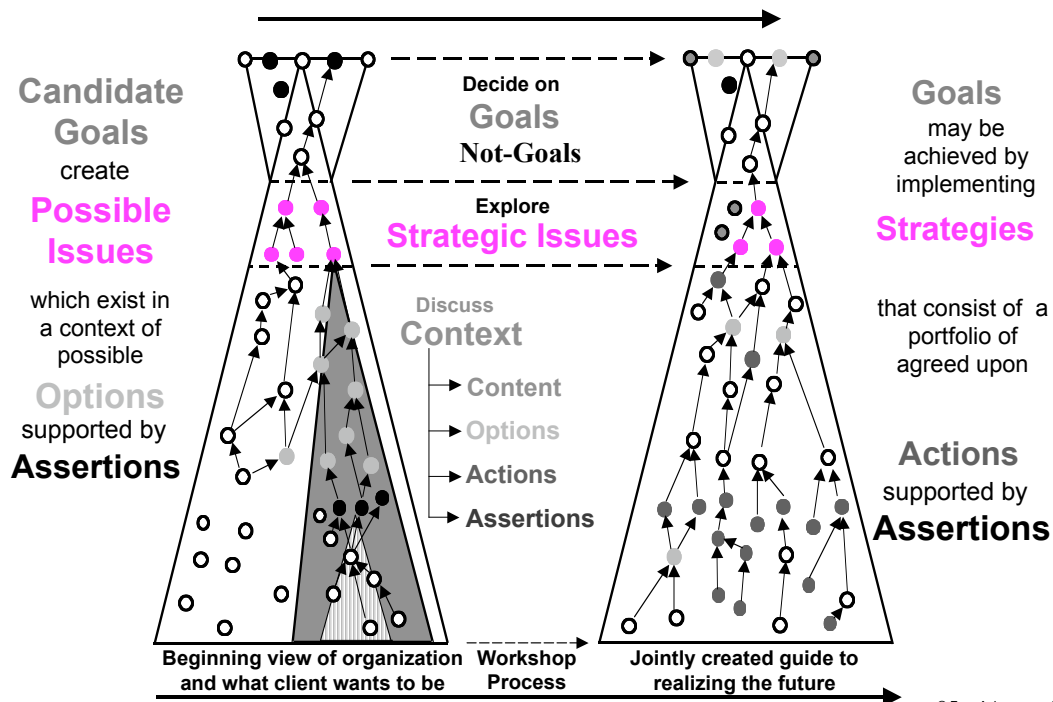 Candidate
Goals
create
Possible
Issues
which exist in
a context of
possible
Options
supported by
Assertions
Decide on
Goals
Not-Goals
Explore
Strategic Issues
Discuss
Context
Content
Options
Actions
Assertions
Goals
may be
achieved by
implementing
Strategies
that consist of a
portfolio of
agreed upon
Actions
supported by
Assertions
Beginning view of organization
and what client wants to be
Workshop
Process
Jointly created guide to
realizing the future